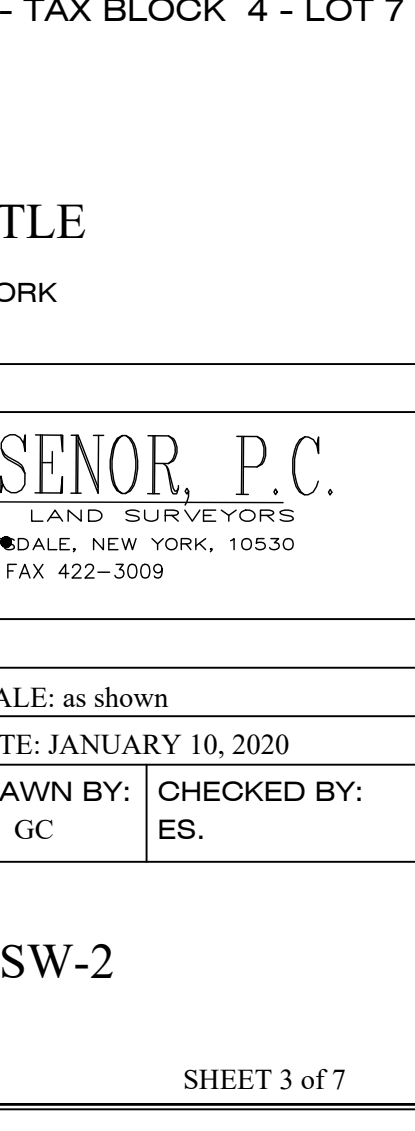 - TAX BLOCK 4 - LOT 7
TLE
ORK
SENOR, P.C.
LAND SURVEYORS
SDALE, NEW YORK, 10530
FAX 422-3009
ALE: as shown
TE: JANUARY 10, 2020
AWN BY: CHECKED BY:
GC ES.
SW-2
SHEET 3 of 7